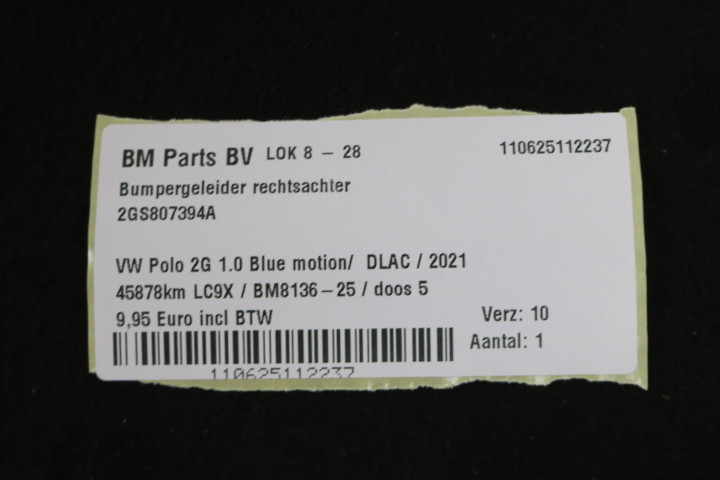 BM Parts BV LOK 8 - 28 110625112237
Bumpergeleider rechtsachter
2GS807394A
VW Polo 2G 1.0 Blue motion/ DLAC / 2021
45878km LC9X / BM8136-25 / doos 5
9,95 Euro incl BTW Verz: 10
Aantal: 1
110625112237